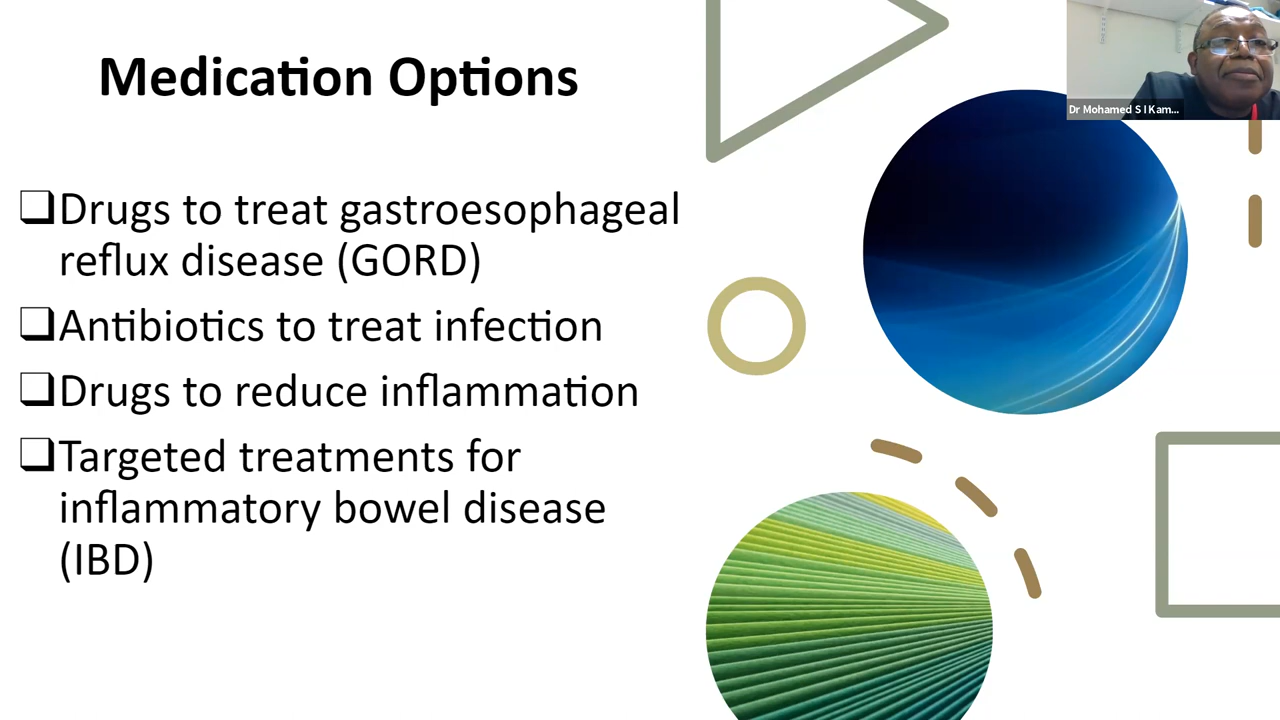 Medication Options
❑Drugs to treat gastroesophageal
reflux disease (GORD)
❑Antibiotics to treat infection
❑Drugs to reduce inflammation
❑Targeted treatments for
inflammatory bowel disease
(IBD)
Dr Mohamed S I Kam...